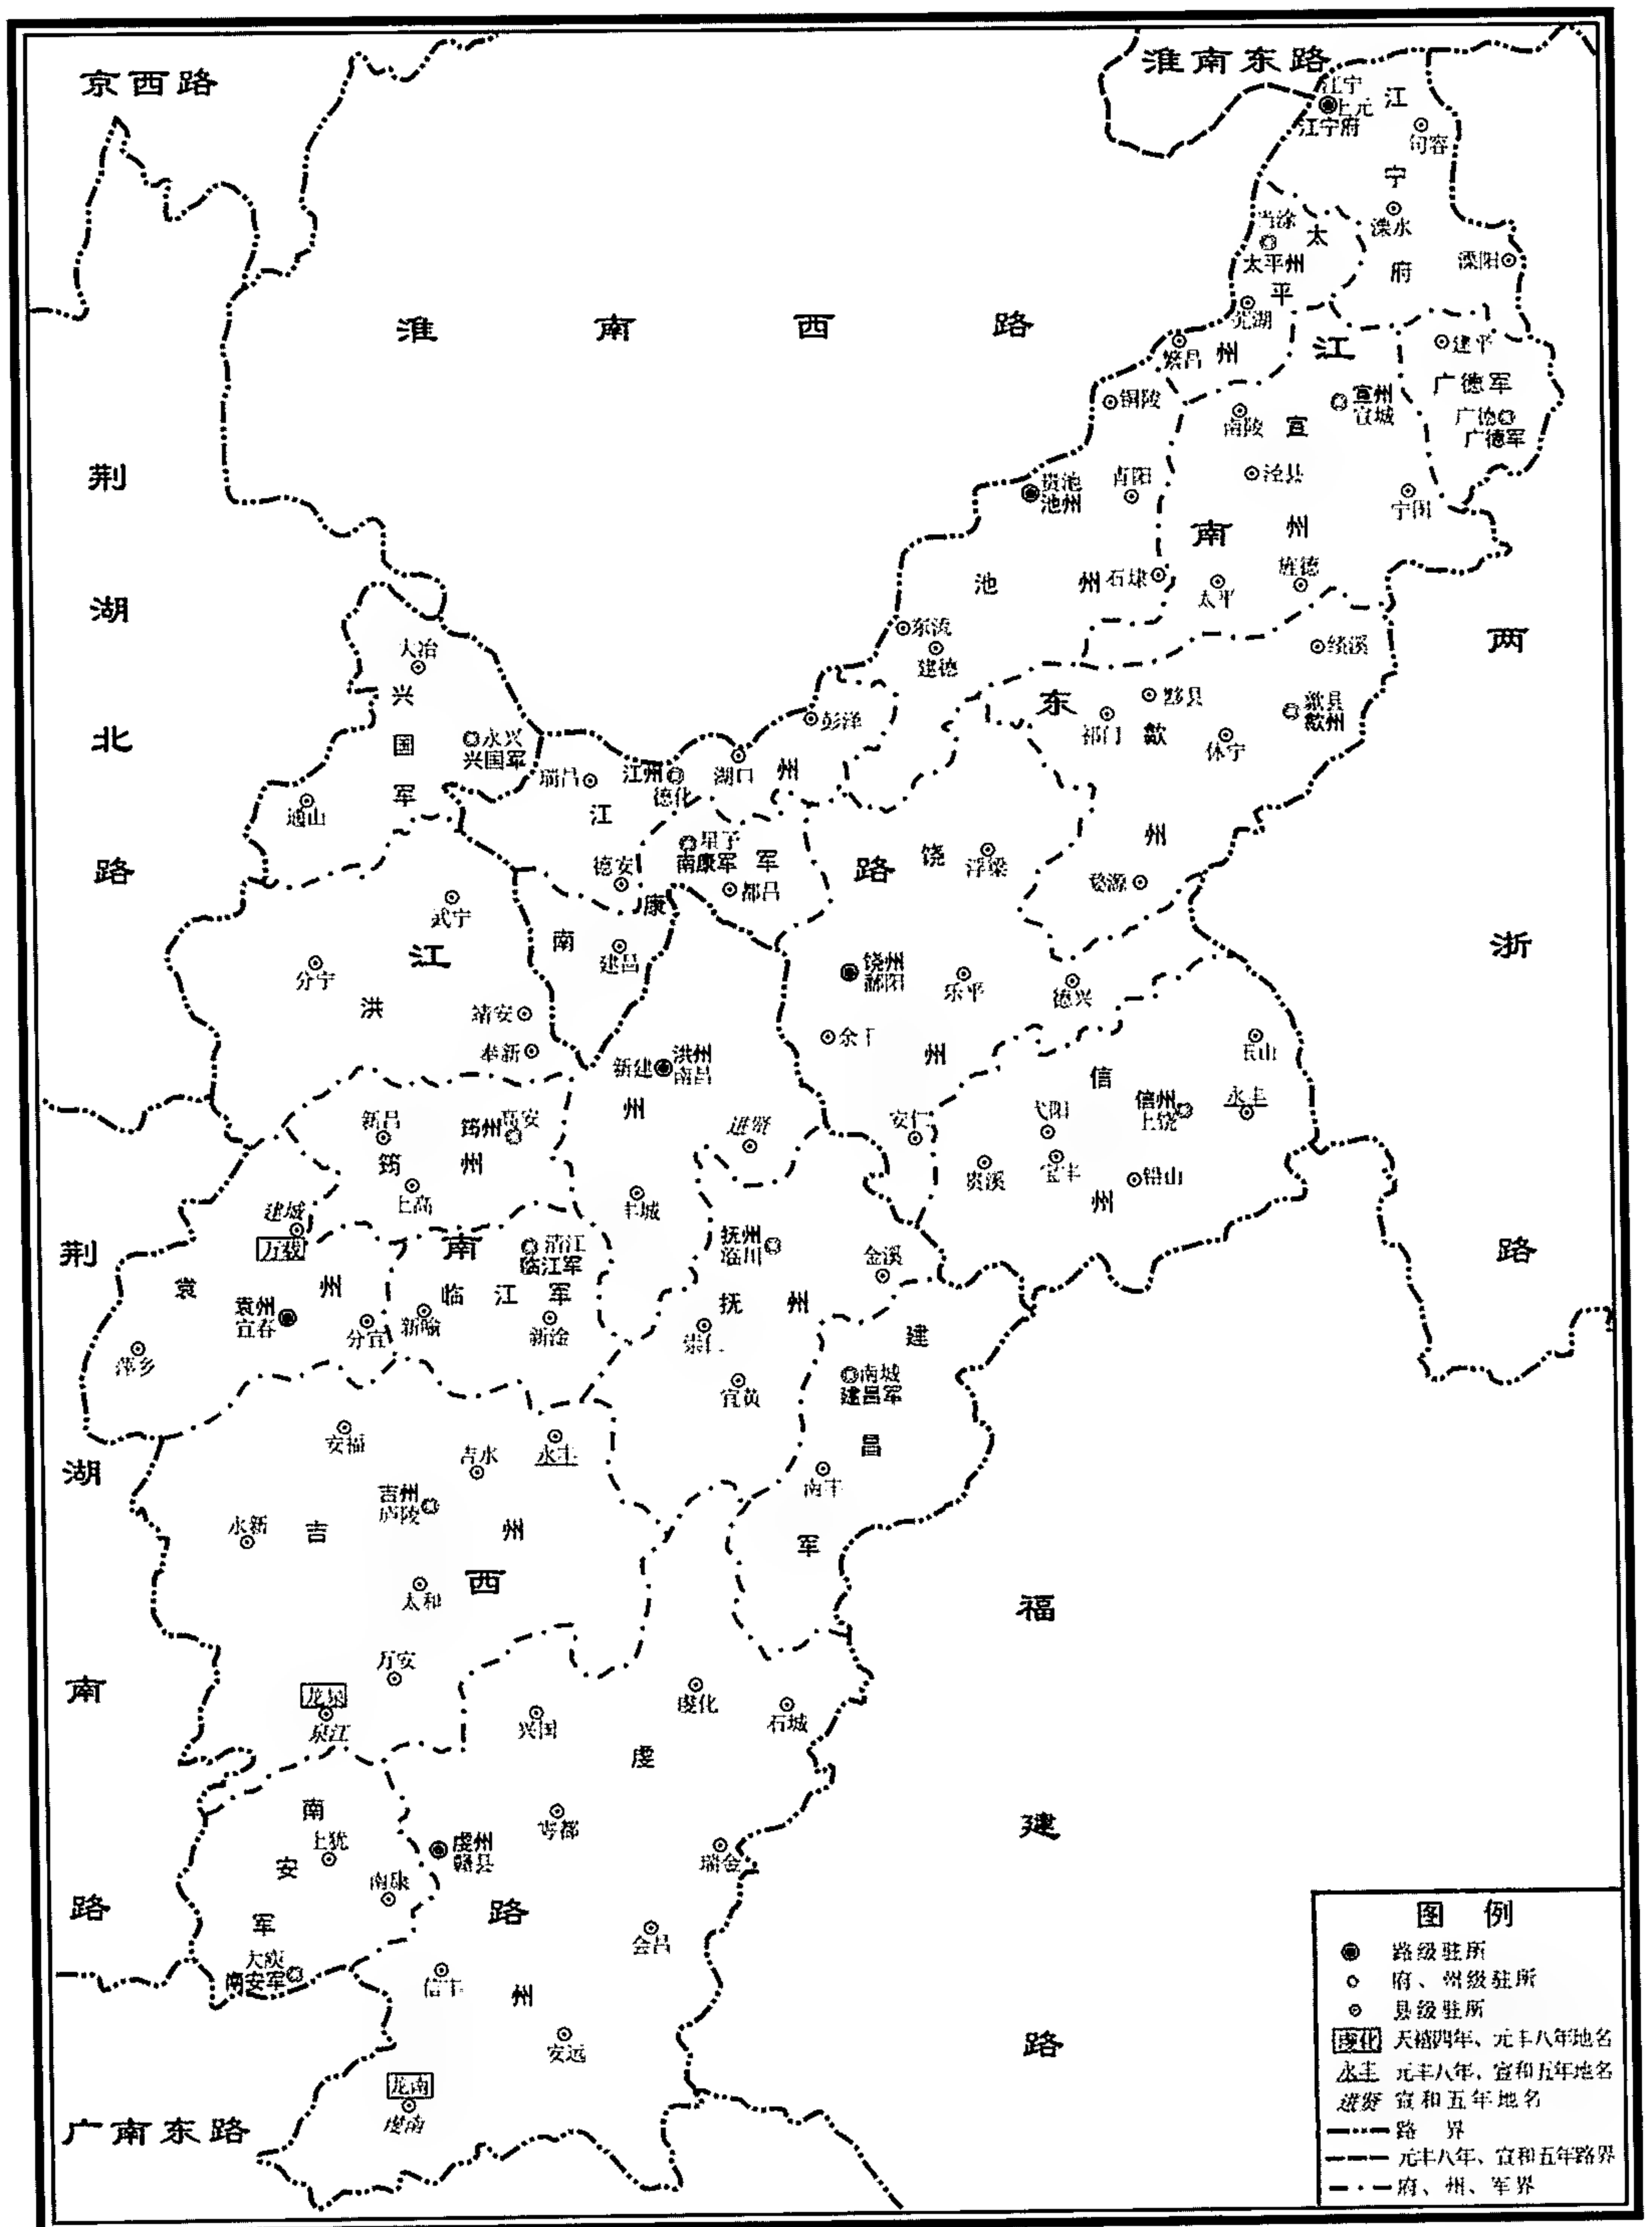 京西路
淮南东路
江宁
上元
江宁府
江
宁
府
句容
溧水
溧阳
当涂
太平州
太
平
州
芜湖
繁昌
淮南西路
江
南
东
路
建平
广德军
广德
广德军
宣州
宣城
南陵
宣
州
泾县
宁国
旌德
太平
铜陵
贵池
池州
青阳
石埭
池
州
东流
建德
荆
湖
北
路
两
浙
路
绩溪
黟县
祁门
歙
州
歙县
歙州
休宁
婺源
大冶
兴
国
军
永兴
兴国军
通山
彭泽
瑞昌
江州
德化
湖口
江
州
德安
星子
南康军
军
都昌
康
南
建昌
饶
州
浮梁
饶州
鄱阳
乐平
德兴
余干
安仁
武宁
分宁
江
南
西
路
洪
州
靖安
奉新
新建
洪州
南昌
进贤
丰城
玉山
信
州
信州
上饶
永丰
弋阳
贵溪
宝丰
铅山
新昌
筠州
高安
筠
州
上高
建城
万载
袁
州
袁州
宜春
分宜
萍乡
清江
临江军
临江军
新喻
新淦
抚州
临川
金溪
抚
州
崇仁
宜黄
建
昌
军
南城
建昌军
南丰
荆
湖
南
路
安福
吉水
永丰
吉州
庐陵
永新
吉
州
太和
万安
龙泉
泉江
福
建
路
虔化
石城
兴国
虔
州
雩都
虔州
赣县
瑞金
会昌
信丰
安远
龙南
虔南
南
安
军
上犹
南康
大庾
南安军
广南东路
图例
路级驻所
府、州级驻所
县级驻所
虔化 天禧四年、元丰八年地名
永丰 元丰八年、宣和五年地名
进贤 宣和五年地名
路界
元丰八年、宣和五年路界
府、州、军界